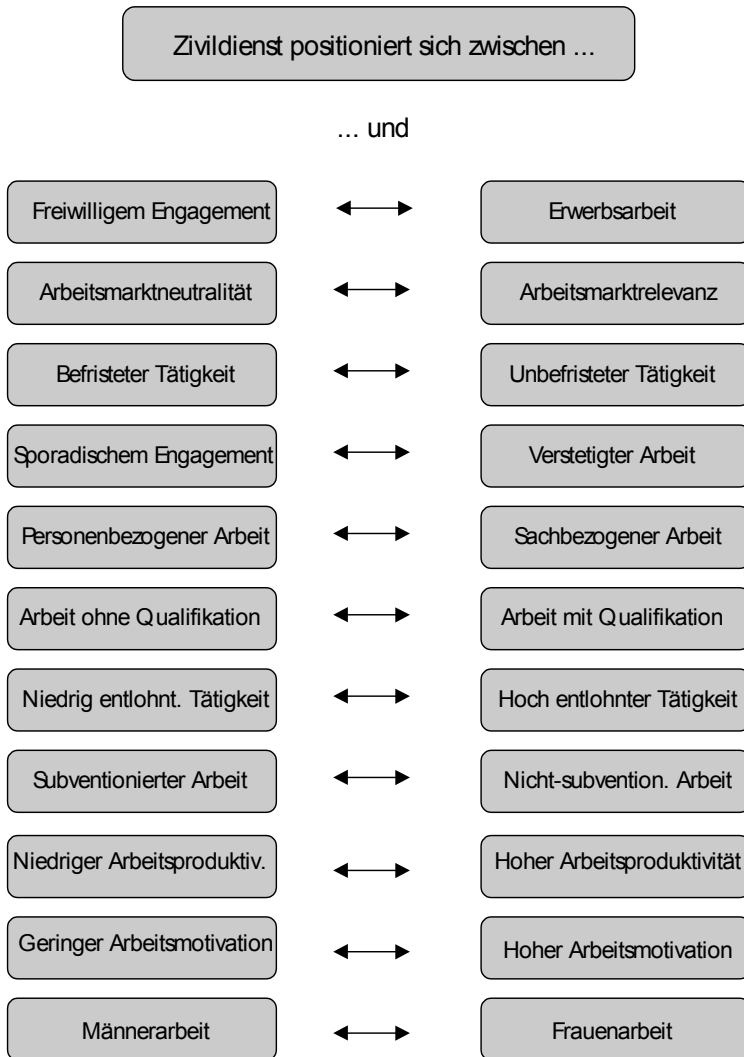 Zivildienst positioniert sich zwischen ...
... und
Freiwilligem Engagement Erwerbsarbeit
Arbeitsmarktneutralität Arbeitsmarktrelevanz
Befristeter Tätigkeit Unbefristeter Tätigkeit
Sporadischem Engagement Verstetigter Arbeit
Personenbezogener Arbeit Sachbezogener Arbeit
Arbeit ohne Qualifikation Arbeit mit Qualifikation
Niedrig entlohnt. Tätigkeit Hoch entlohnter Tätigkeit
Subventionierter Arbeit Nicht-subvention. Arbeit
Niedriger Arbeitsproduktiv. Hoher Arbeitsproduktivität
Geringer Arbeitsmotivation Hoher Arbeitsmotivation
Männerarbeit Frauenarbeit